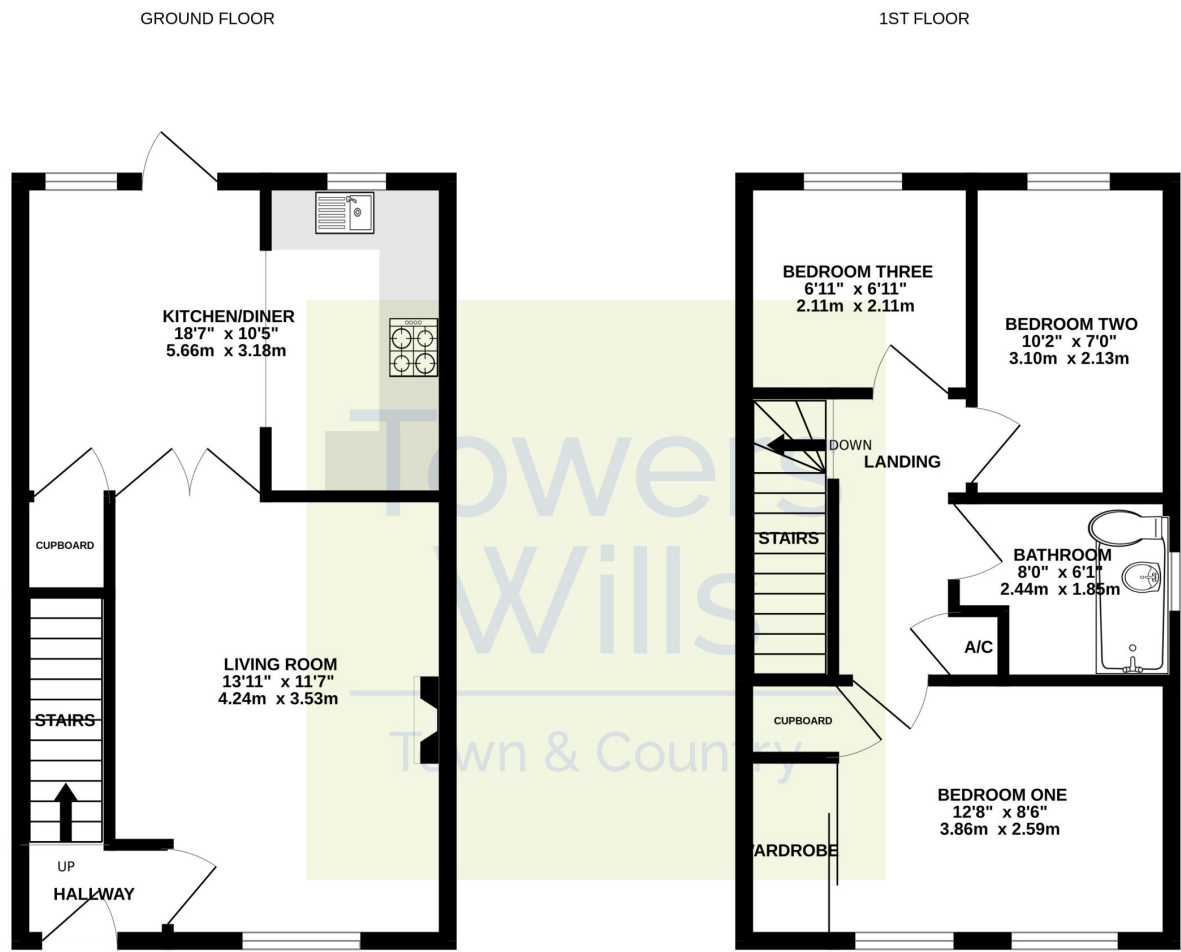 GROUND FLOOR
KITCHEN/DINER
18'7" x 10'5"
5.66m x 3.18m
CUPBOARD
STAIRS
UP
HALLWAY
LIVING ROOM
13'11" x 11'7"
4.24m x 3.53m
1ST FLOOR
BEDROOM THREE
6'11" x 6'11"
2.11m x 2.11m
BEDROOM TWO
10'2" x 7'0"
3.10m x 2.13m
DOWN
LANDING
STAIRS
BATHROOM
8'0" x 6'1"
2.44m x 1.85m
A/C
CUPBOARD
BEDROOM ONE
12'8" x 8'6"
3.86m x 2.59m
WARDROBE
Towers
Wills
Town & Country